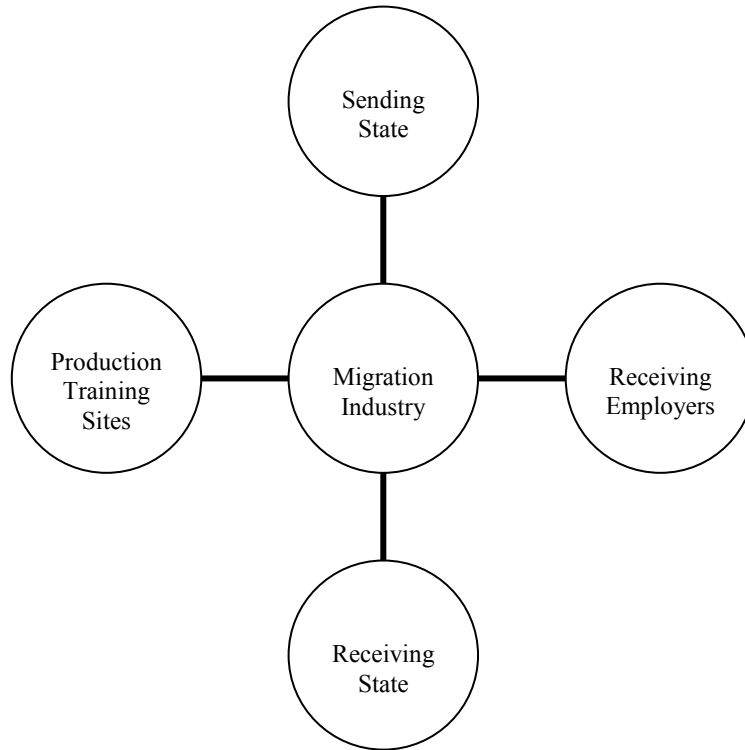 Sending
State
Production
Training
Sites
Migration
Industry
Receiving
Employers
Receiving
State